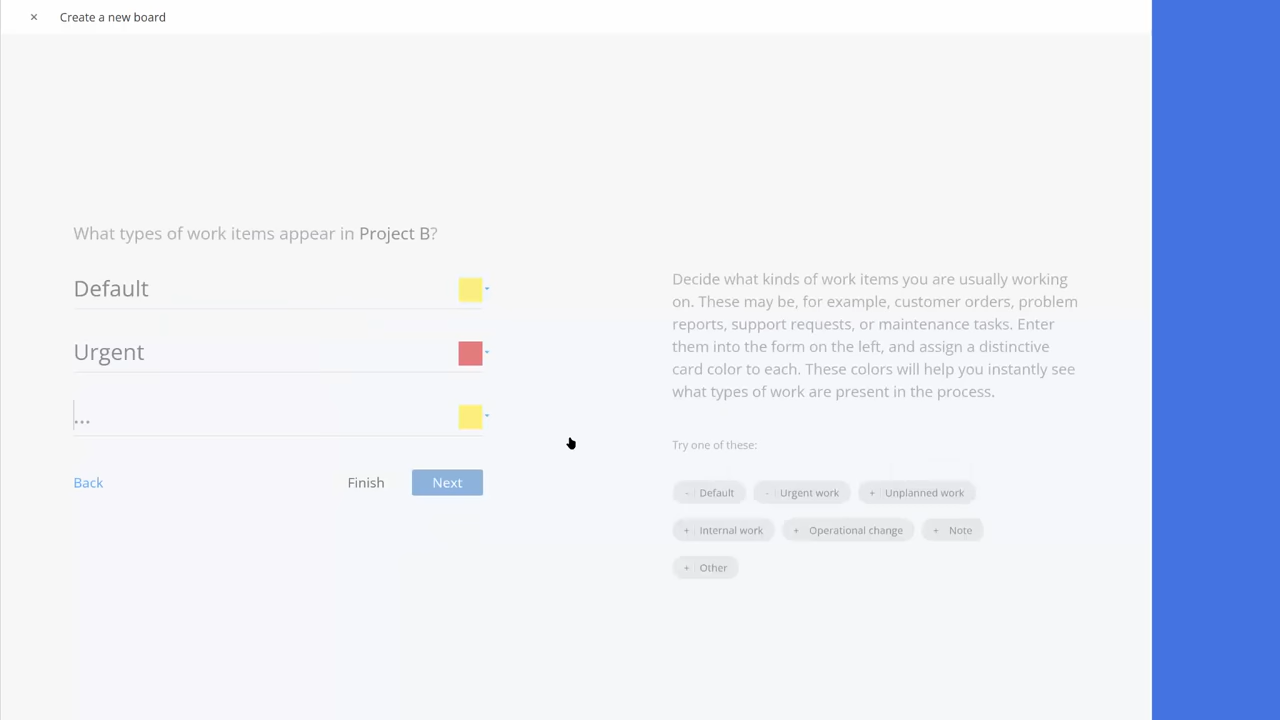 × Create a new board
What types of work items appear in Project B?
Default
Urgent
...
Back Finish Next
Decide what kinds of work items you are usually working
on. These may be, for example, customer orders, problem
reports, support requests, or maintenance tasks. Enter
them into the form on the left, and assign a distinctive
card color to each. These colors will help you instantly see
what types of work are present in the process.
Try one of these:
- Default - Urgent work + Unplanned work
+ Internal work + Operational change + Note
+ Other